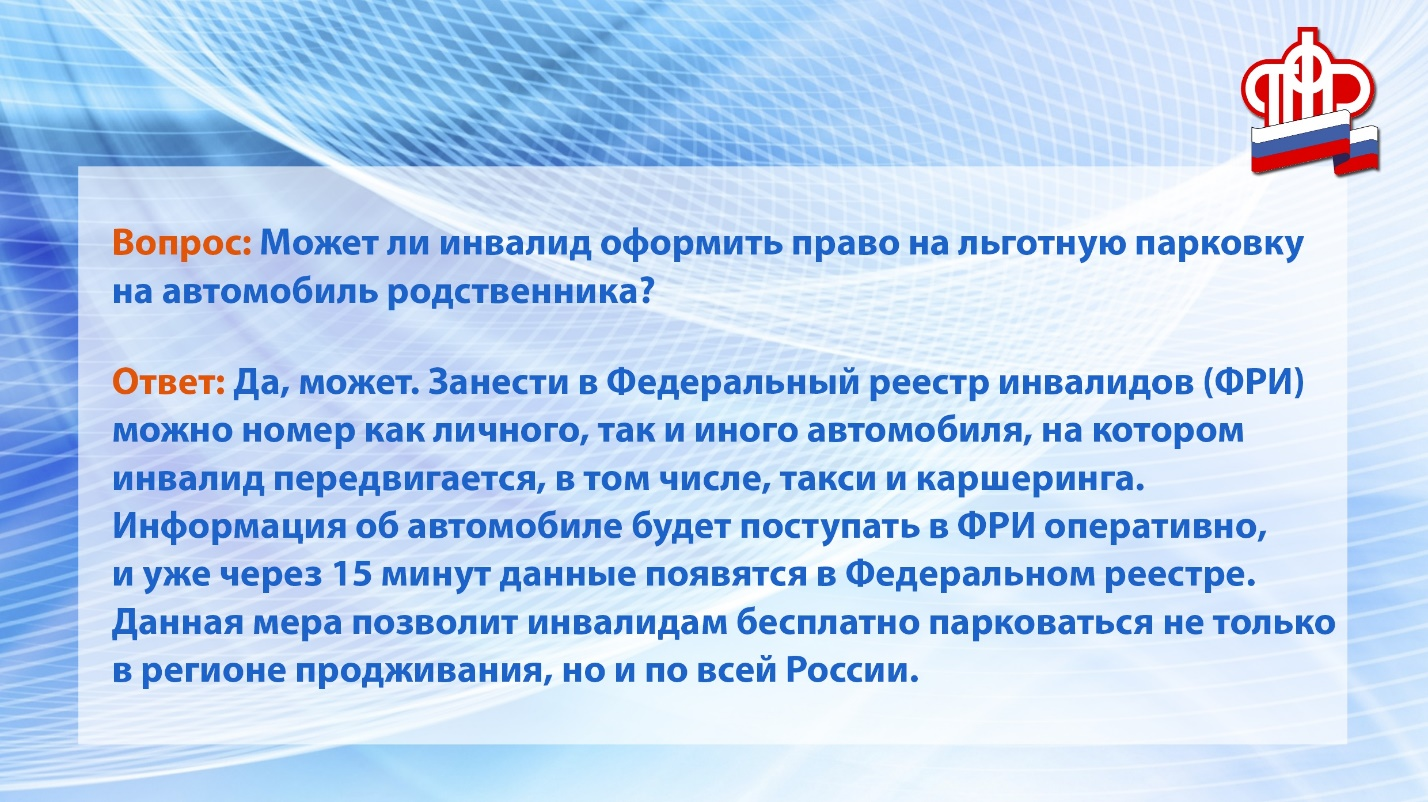 Вопрос: Может ли инвалид оформить право на льготную парковку
на автомобиль родственника?
Ответ: Да, может. Занести в Федеральный реестр инвалидов (ФРИ)
можно номер как личного, так и иного автомобиля, на котором
инвалид передвигается, в том числе, такси и каршеринга.
Информация об автомобиле будет поступать в ФРИ оперативно,
и уже через 15 минут данные появятся в Федеральном реестре.
Данная мера позволит инвалидам бесплатно парковаться не только
в регионе продживания, но и по всей России.